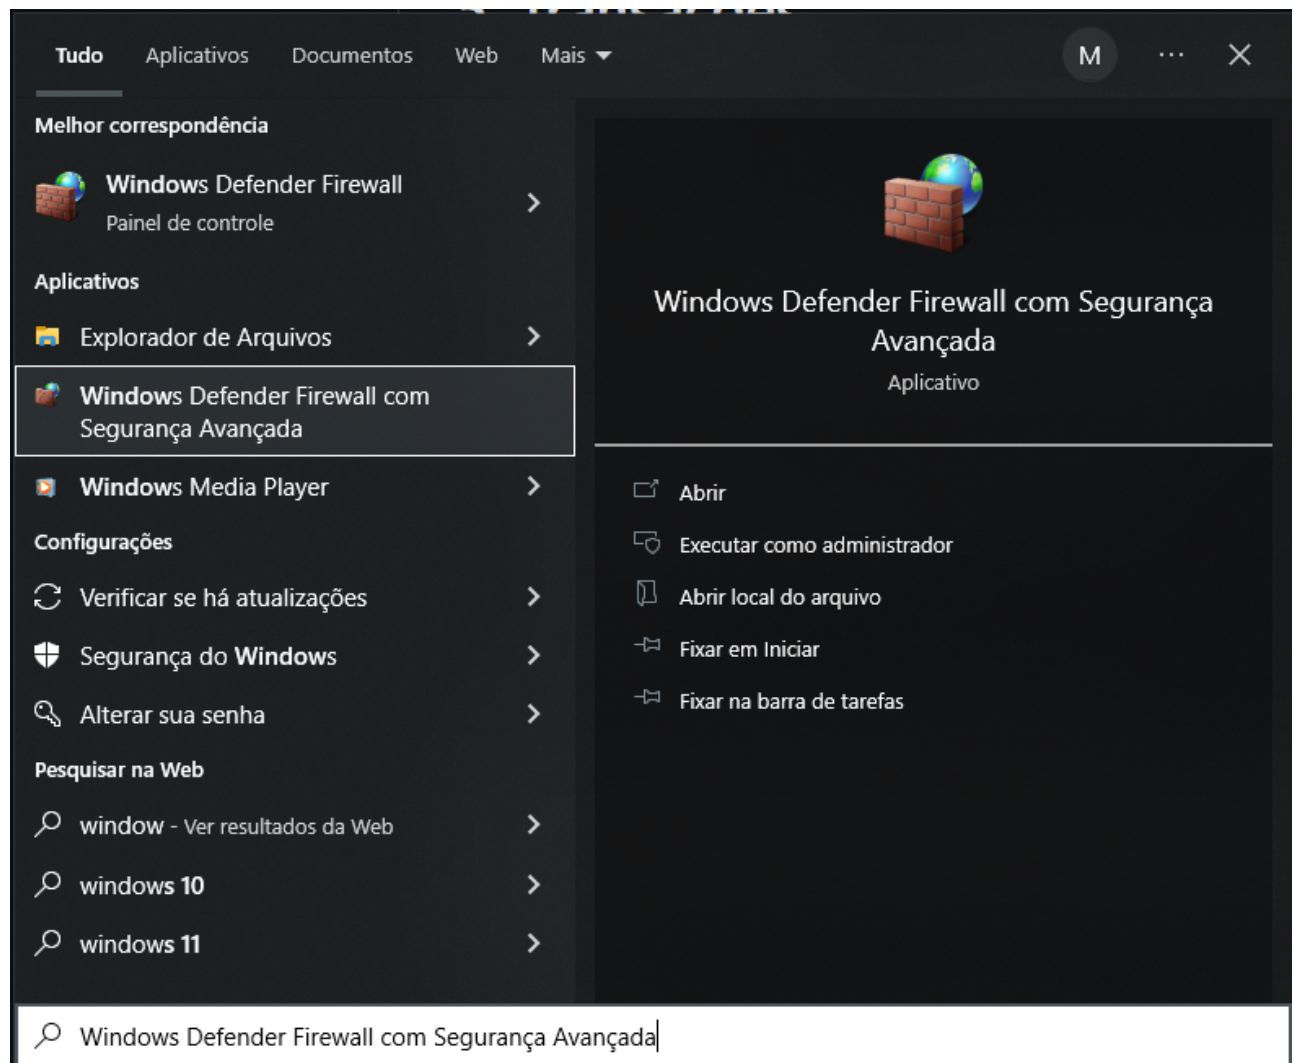 Tudo
Aplicativos
Documentos
Web
Mais
M
Melhor correspondência
Windows Defender Firewall
Painel de controle
Aplicativos
Explorador de Arquivos
Windows Defender Firewall com
Segurança Avançada
Windows Media Player
Configurações
Verificar se há atualizações
Segurança do Windows
Alterar sua senha
Pesquisar na Web
window - Ver resultados da Web
windows 10
windows 11
Windows Defender Firewall com Segurança
Avançada
Aplicativo
Abrir
Executar como administrador
Abrir local do arquivo
Fixar em Iniciar
Fixar na barra de tarefas
Windows Defender Firewall com Segurança Avançada